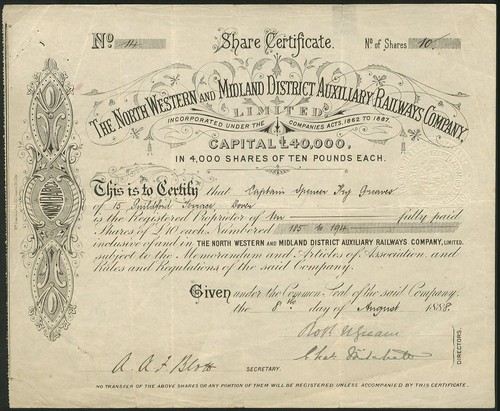 No 14 Share Certificate. No of Shares 10
THE NORTH WESTERN AND MIDLAND DISTRICT AUXILIARY RAILWAYS COMPANY,
LIMITED.
INCORPORATED UNDER THE COMPANIES ACTS, 1862 TO 1887.
CAPITAL £40,000,
IN 4,000 SHARES OF TEN POUNDS EACH.
This is to Certify that Captain Spencer Greaves
of 15 Guildford Terrace Dover
is the Registered Proprietor of Ten fully paid
Shares of £10 each Numbered 185 to 194
inclusive of and in THE NORTH WESTERN AND MIDLAND DISTRICT AUXILIARY RAILWAYS COMPANY, LIMITED,
subject to the Memorandum and Articles of Association and
Rules and Regulations of the said Company.
Given under the Common Seal of the said Company.
the 8th day of August 1888.
DIRECTORS.
SECRETARY.
NO TRANSFER OF THE ABOVE SHARES OR ANY PORTION OF THEM WILL BE REGISTERED UNLESS ACCOMPANIED BY THIS CERTIFICATE.